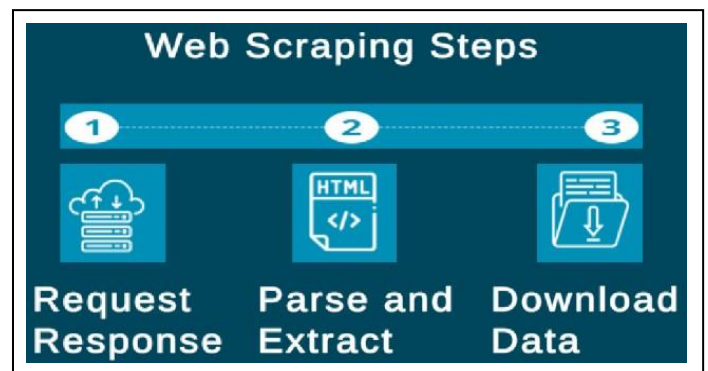 Web Scraping Steps
1 2 3
HTML
</>
Request Parse and Download
Response Extract Data